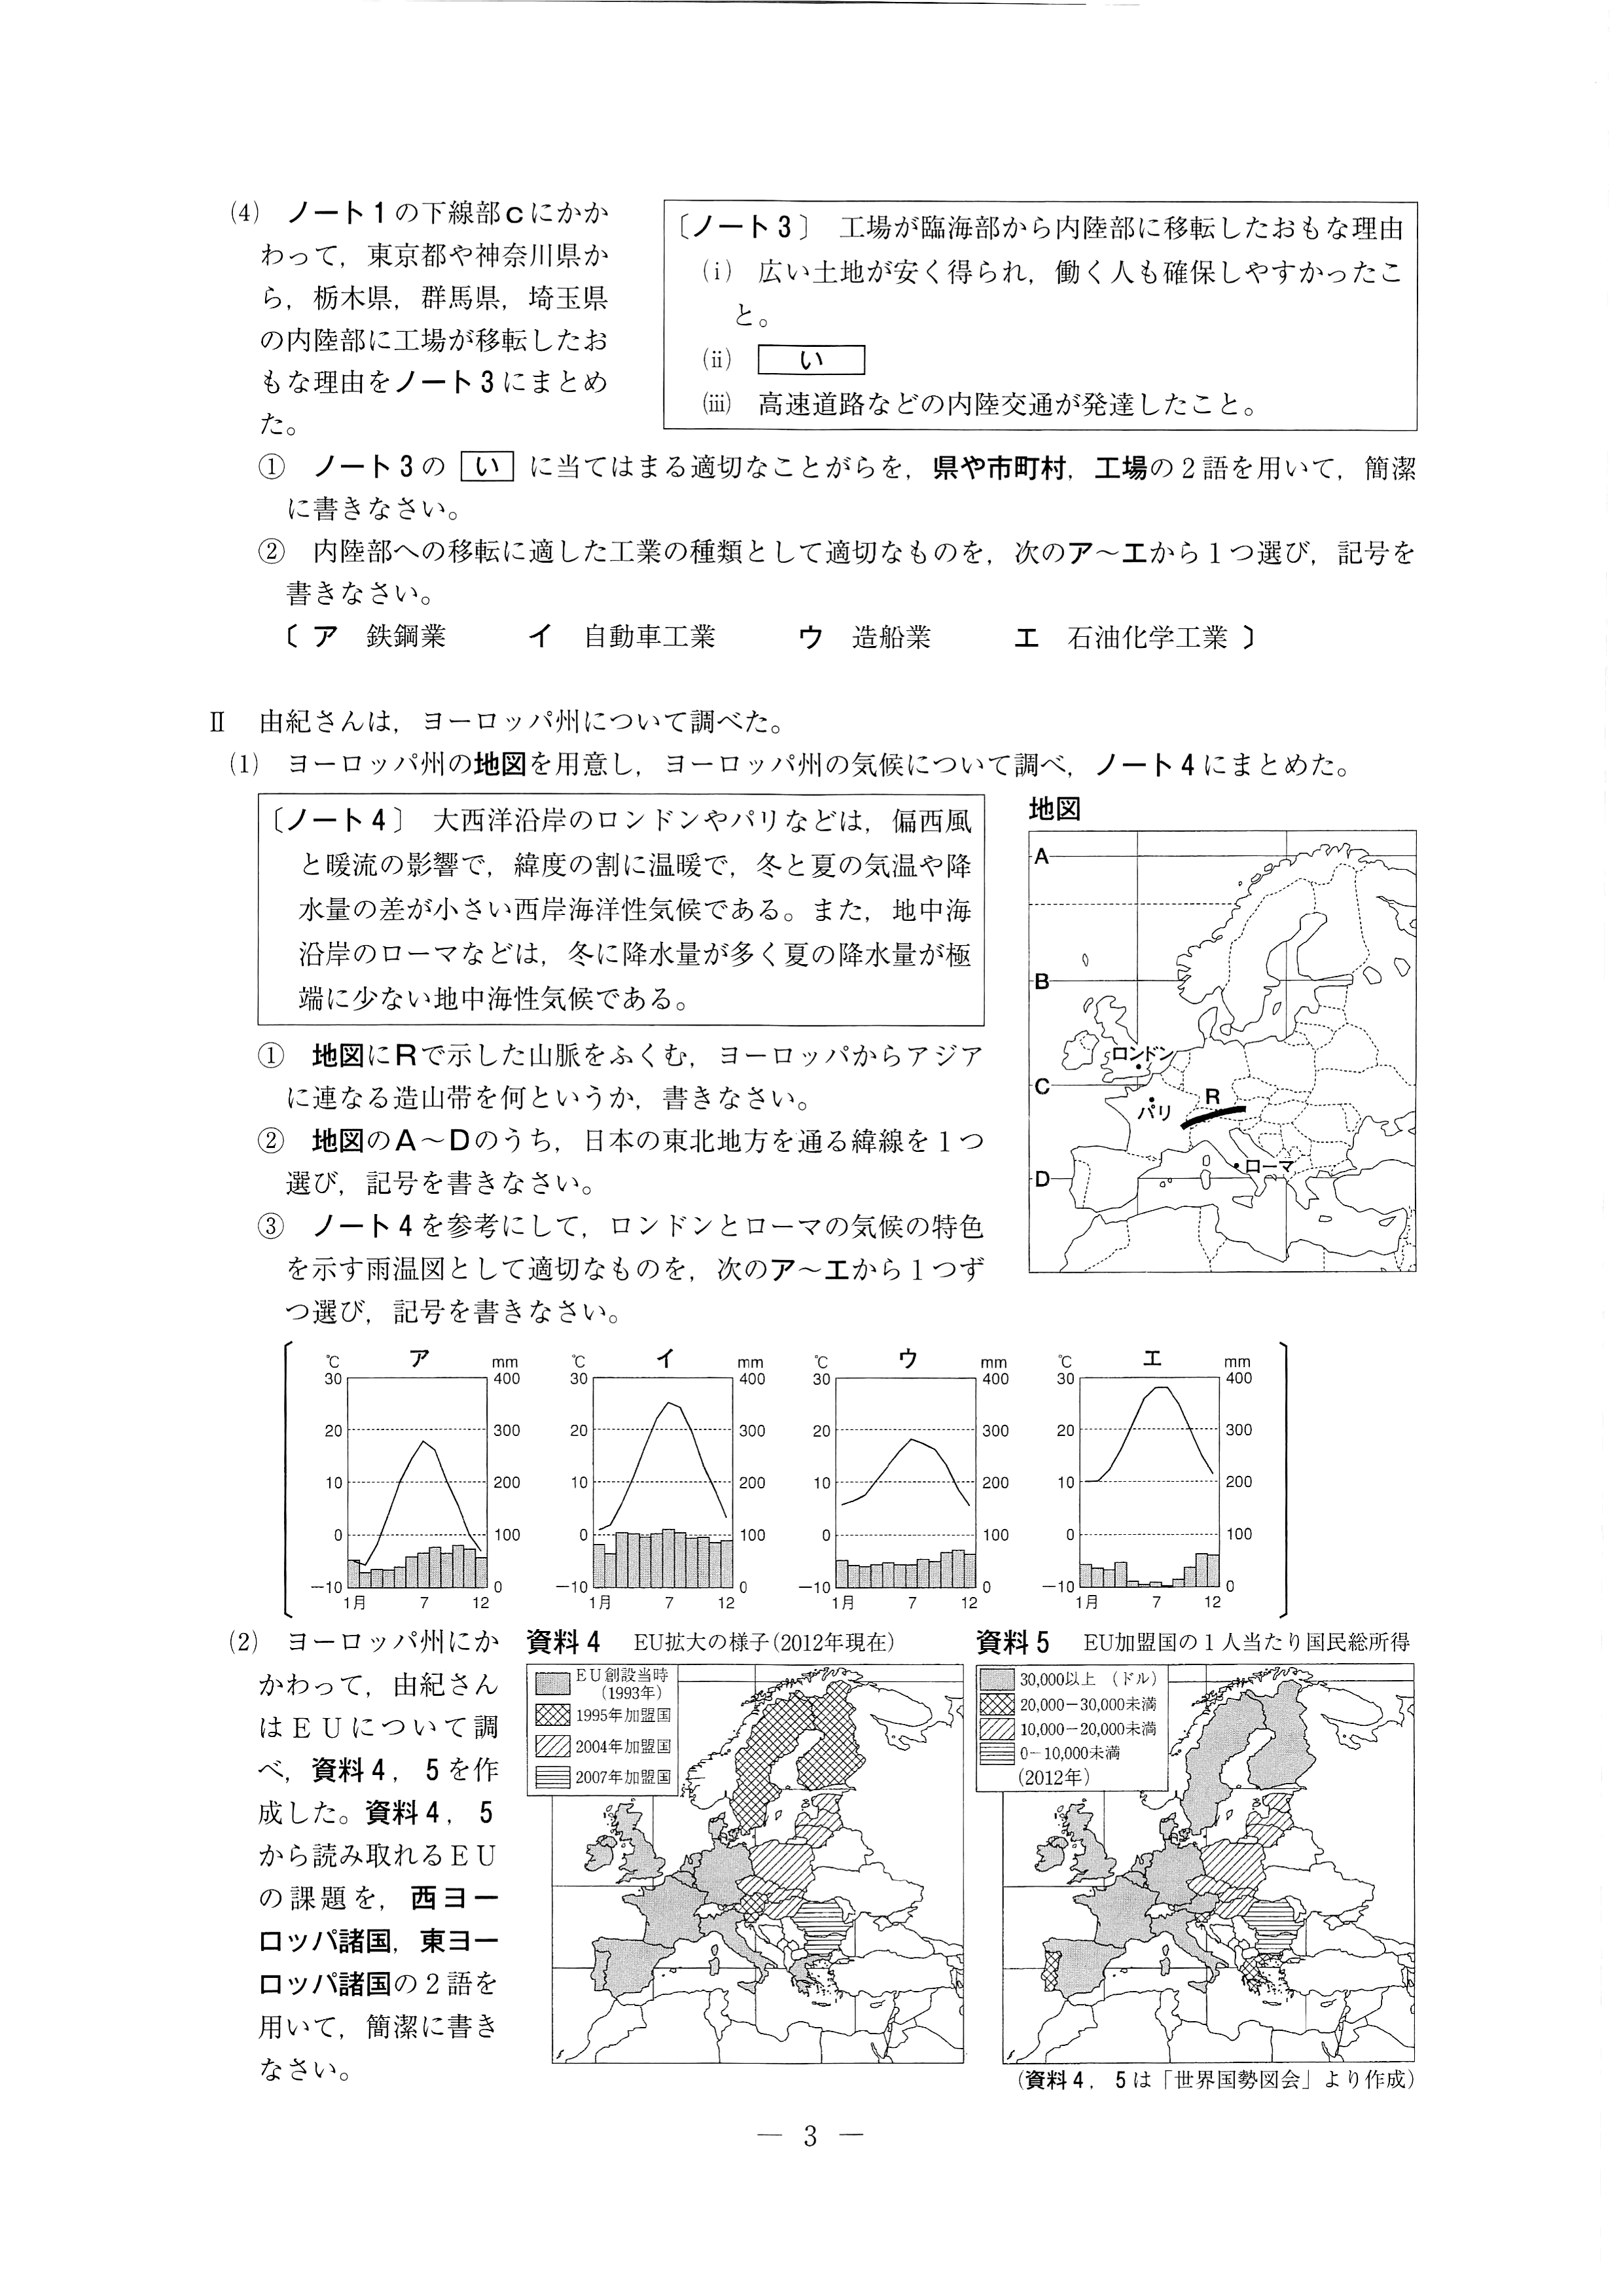 (4) ノート1の下線部cにかか
わって，東京都や神奈川県か
ら，栃木県，群馬県，埼玉県
の内陸部に工場が移転したお
もな理由をノート3にまとめ
た。
〔ノート3〕 工場が臨海部から内陸部に移転したおもな理由
(i) 広い土地が安く得られ，働く人も確保しやすかったこ
と。
(ii) い
(iii) 高速道路などの内陸交通が発達したこと。
① ノート3の い に当てはまる適切なことがらを，県や市町村，工場の2語を用いて，簡潔
に書きなさい。
② 内陸部への移転に適した工業の種類として適切なものを，次のア〜エから1つ選び，記号を
書きなさい。
〔 ア 鉄鋼業 イ 自動車工業 ウ 造船業 エ 石油化学工業 〕
Ⅱ 由紀さんは，ヨーロッパ州について調べた。
(1) ヨーロッパ州の地図を用意し，ヨーロッパ州の気候について調べ，ノート4にまとめた。
〔ノート4〕 大西洋沿岸のロンドンやパリなどは，偏西風
と暖流の影響で，緯度の割に温暖で，冬と夏の気温や降
水量の差が小さい西岸海洋性気候である。また，地中海
沿岸のローマなどは，冬に降水量が多く夏の降水量が極
端に少ない地中海性気候である。
地図
A
B
ロンドン
C
パリ
R
ローマ
D
① 地図にRで示した山脈をふくむ，ヨーロッパからアジア
に連なる造山帯を何というか，書きなさい。
② 地図のA〜Dのうち，日本の東北地方を通る緯線を1つ
選び，記号を書きなさい。
③ ノート4を参考にして，ロンドンとローマの気候の特色
を示す雨温図として適切なものを，次のア〜エから1つず
つ選び，記号を書きなさい。
℃ ア mm ℃ イ mm ℃ ウ mm ℃ エ mm
30 400 30 400 30 400 30 400
20 300 20 300 20 300 20 300
10 200 10 200 10 200 10 200
0 100 0 100 0 100 0 100
−10 0 −10 0 −10 0 −10 0
1月 7 12 1月 7 12 1月 7 12 1月 7 12
(2) ヨーロッパ州にか
かわって，由紀さん
はEUについて調
べ，資料4，5を作
成した。資料4，5
から読み取れるEU
の課題を，西ヨー
ロッパ諸国，東ヨー
ロッパ諸国の2語を
用いて，簡潔に書き
なさい。
資料4 EU拡大の様子(2012年現在)
EU創設当時
(1993年)
1995年加盟国
2004年加盟国
2007年加盟国
資料5 EU加盟国の1人当たり国民総所得
30,000以上 (ドル)
20,000−30,000未満
10,000−20,000未満
0−10,000未満
(2012年)
(資料4，5は「世界国勢図会」より作成)
— 3 —